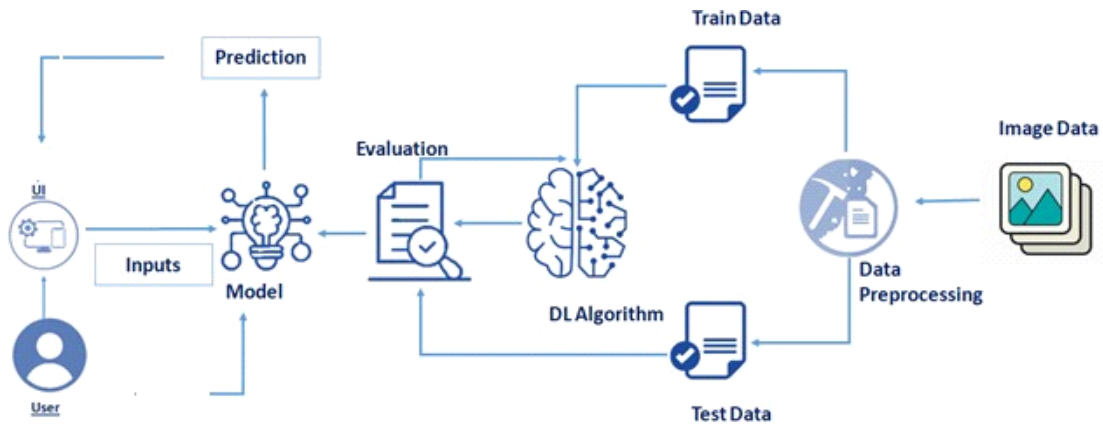 Train Data
Prediction
Image Data
Evaluation
UI
Inputs
Model
Data
Preprocessing
DL Algorithm
User
Test Data